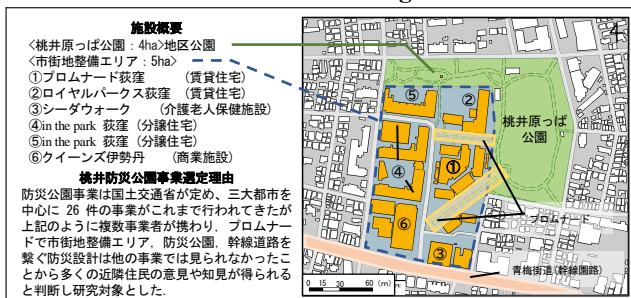 施設概要
〈桃井原っぱ公園：4ha〉地区公園
〈市街地整備エリア：5ha〉
①プロムナード荻窪　（賃貸住宅）
②ロイヤルパークス荻窪（賃貸住宅）
③シーダウォーク　（介護老人保健施設）
④in the park 荻窪（分譲住宅）
⑤in the park 荻窪（分譲住宅）
⑥クイーンズ伊勢丹　（商業施設）
桃井防災公園事業選定理由
防災公園事業は国土交通省が定め，三大都市を
中心に 26 件の事業がこれまで行われてきたが
上記のように複数事業者が携わり，プロムナー
ドで市街地整備エリア，防災公園，幹線道路を
繋ぐ防災設計は他の事業では見られなかったこ
とから多くの近隣住民の意見や知見が得られる
と判断し研究対象とした．
⑤
②
桃井原っぱ
公園
①
④
プロムナード
⑥
③
青梅街道（幹線園路）
0 15 30 60 (m)